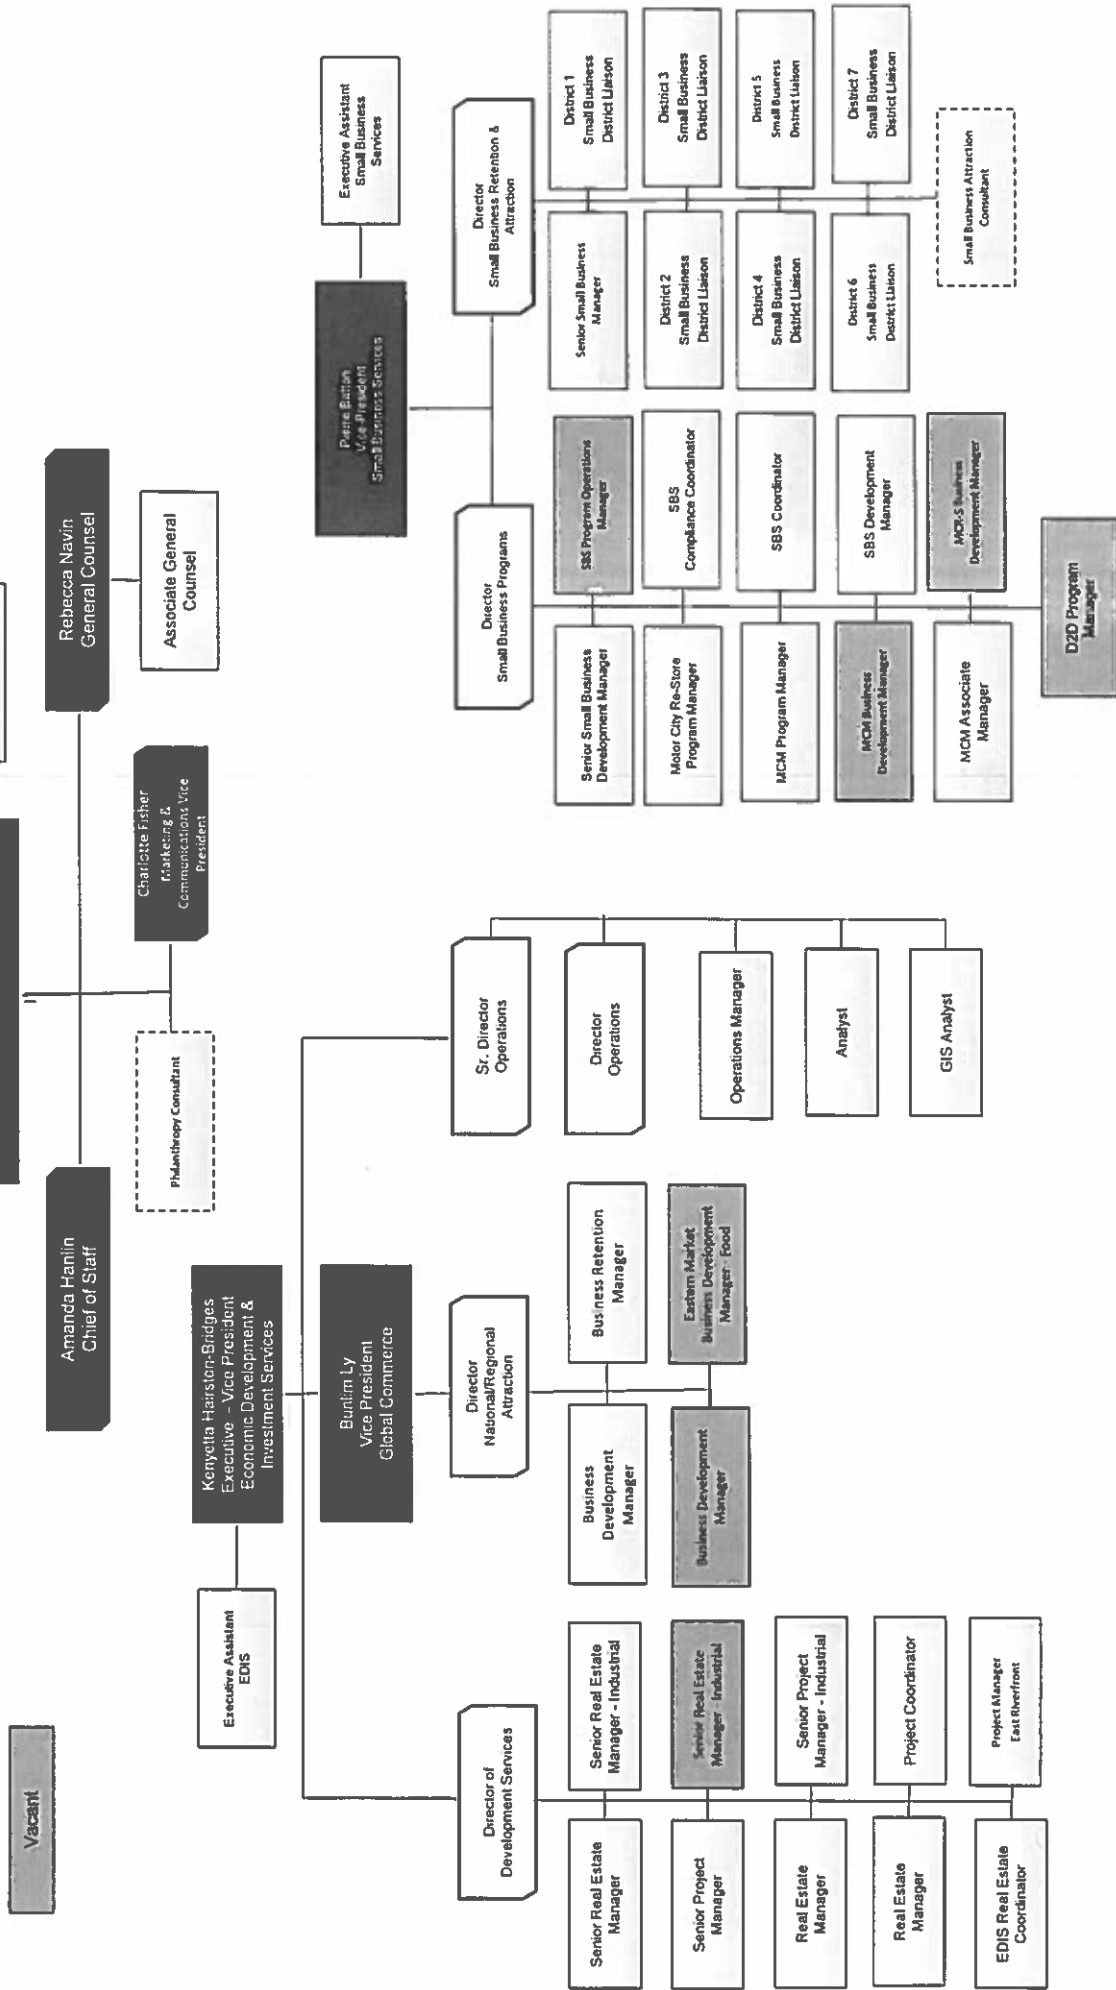 Vacant
Amanda Hanlin
Chief of Staff
Rebecca Navin
General Counsel
Associate General
Counsel
Philanthropy Consultant
Charlotte Fisher
Marketing &
Communications Vice
President
Executive Assistant
EDIS
Kenyetta Hairston-Bridges
Executive - Vice President
Economic Development &
Investment Services
Buntim Ly
Vice President
Global Commerce
Pierre Batton
Vice-President
Small Business Services
Executive Assistant
Small Business
Services
Director of
Development Services
Senior Real Estate
Manager
Senior Real Estate
Manager - Industrial
Senior Project
Manager
Senior Real Estate
Manager - Industrial
Real Estate
Manager
Senior Project
Manager - Industrial
Real Estate
Manager
Project Coordinator
EDIS Real Estate
Coordinator
Project Manager
East Riverfront
Director
National/Regional
Attraction
Business
Development
Manager
Business Retention
Manager
Business Development
Manager
Eastern Market
Business Development
Manager - Food
Sr. Director
Operations
Director
Operations
Operations Manager
Analyst
GIS Analyst
Director
Small Business Programs
Senior Small Business
Development Manager
SBS Program Operations
Manager
Motor City Re-Store
Program Manager
SBS
Compliance Coordinator
MCM Program Manager
SBS Coordinator
MCM Business
Development Manager
SBS Development
Manager
MCM Associate
Manager
MCR-S Business
Development Manager
D2D Program
Manager
Director
Small Business Retention &
Attraction
Senior Small Business
Manager
District 1
Small Business
District Liaison
District 2
Small Business
District Liaison
District 3
Small Business
District Liaison
District 4
Small Business
District Liaison
District 5
Small Business
District Liaison
District 6
Small Business
District Liaison
District 7
Small Business
District Liaison
Small Business Attraction
Consultant